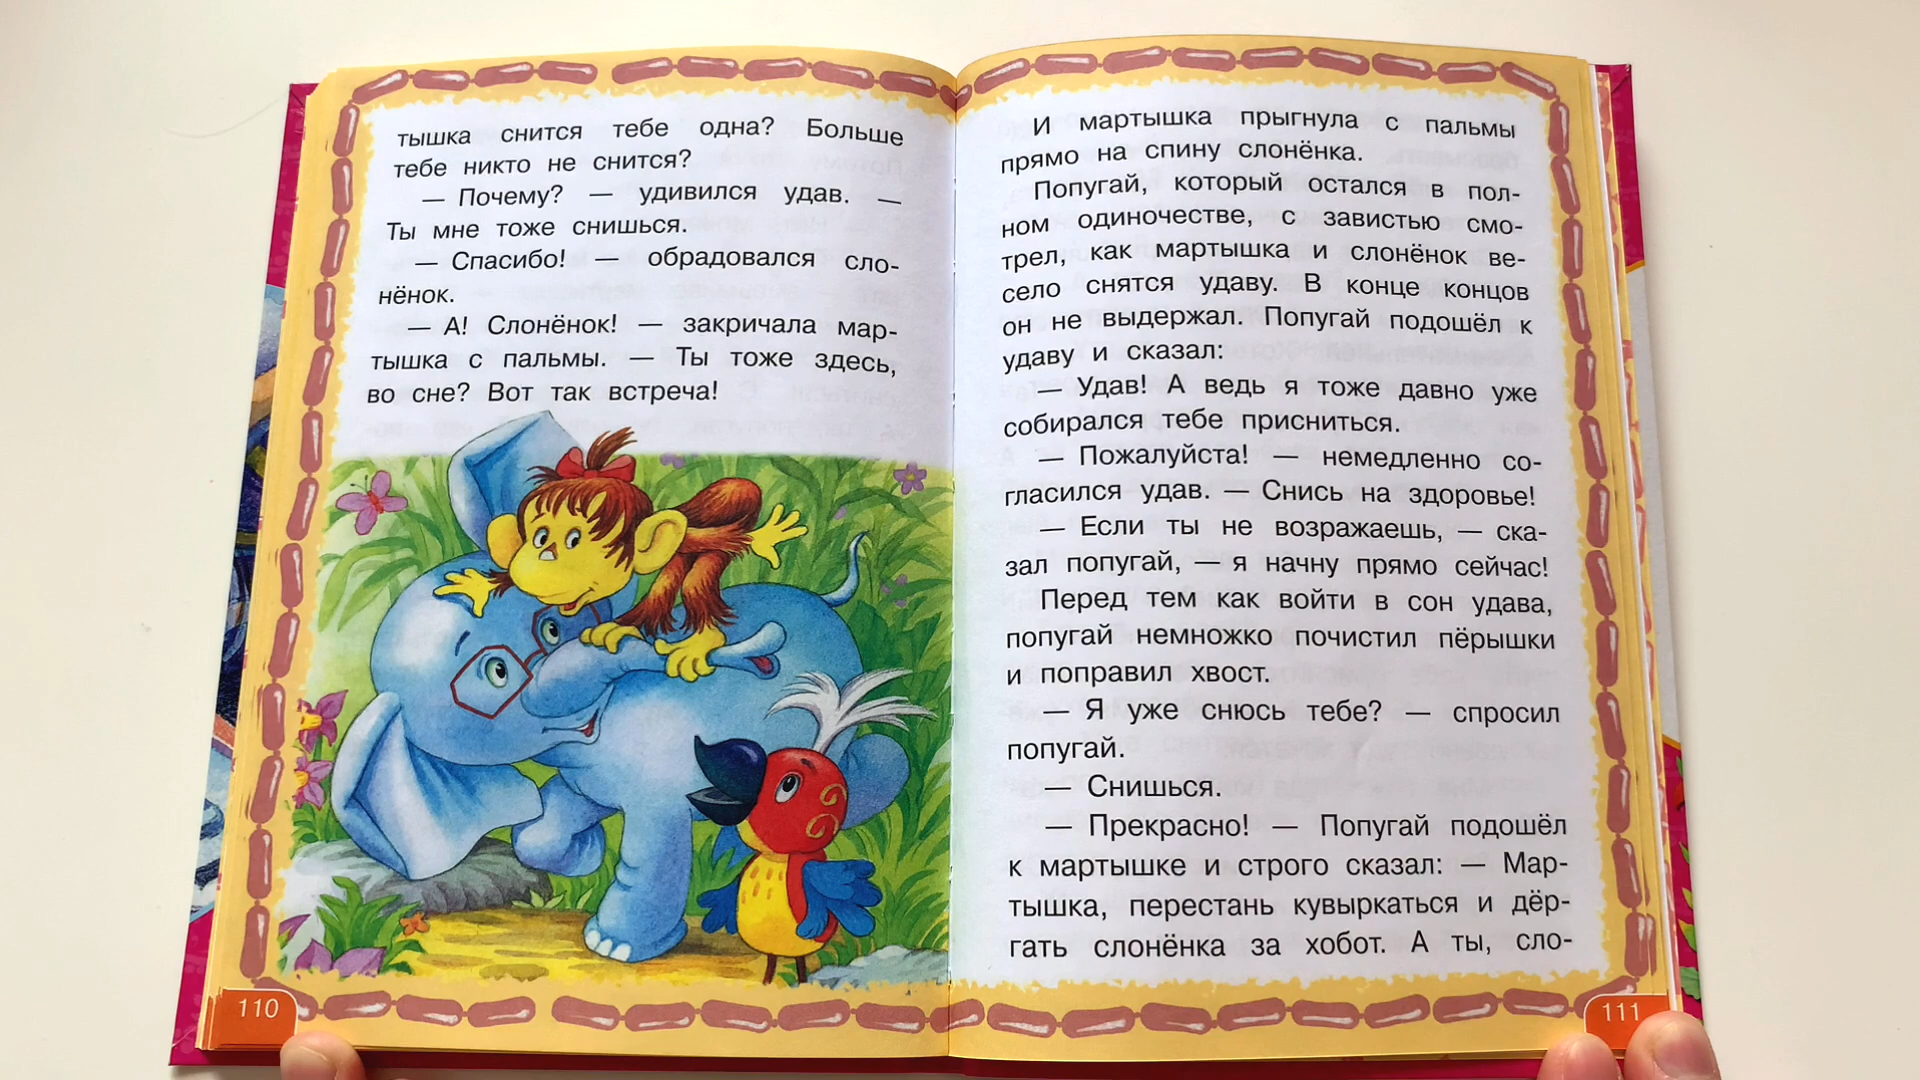 тышка снится тебе одна? Больше
тебе никто не снится?
— Почему? — удивился удав. —
Ты мне тоже снишься.
— Спасибо! — обрадовался сло-
нёнок.
— А! Слонёнок! — закричала мар-
тышка с пальмы. — Ты тоже здесь,
во сне? Вот так встреча!
110
И мартышка прыгнула с пальмы
прямо на спину слонёнка.
Попугай, который остался в пол-
ном одиночестве, с завистью смо-
трел, как мартышка и слонёнок ве-
село снятся удаву. В конце концов
он не выдержал. Попугай подошёл к
удаву и сказал:
— Удав! А ведь я тоже давно уже
собирался тебе присниться.
— Пожалуйста! — немедленно со-
гласился удав. — Снись на здоровье!
— Если ты не возражаешь, — ска-
зал попугай, — я начну прямо сейчас!
Перед тем как войти в сон удава,
попугай немножко почистил пёрышки
и поправил хвост.
— Я уже снюсь тебе? — спросил
попугай.
— Снишься.
— Прекрасно! — Попугай подошёл
к мартышке и строго сказал: — Мар-
тышка, перестань кувыркаться и дёр-
гать слонёнка за хобот. А ты, сло-
111